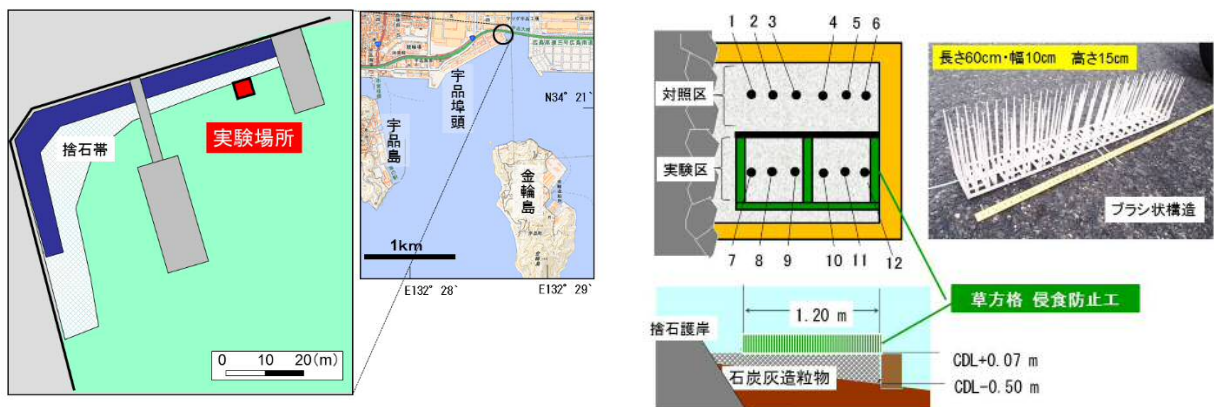 捨石帯
実験場所
0 10 20(m)
宇品埠頭
宇品島
金輪島
N34° 21`
1km
E132° 28`
E132° 29`
1 2 3 4 5 6
対照区
実験区
7 8 9 10 11 12
長さ60cm・幅10cm 高さ15cm
ブラシ状構造
草方格 侵食防止工
1.20 m
捨石護岸
石炭灰造粒物
CDL+0.07 m
CDL−0.50 m